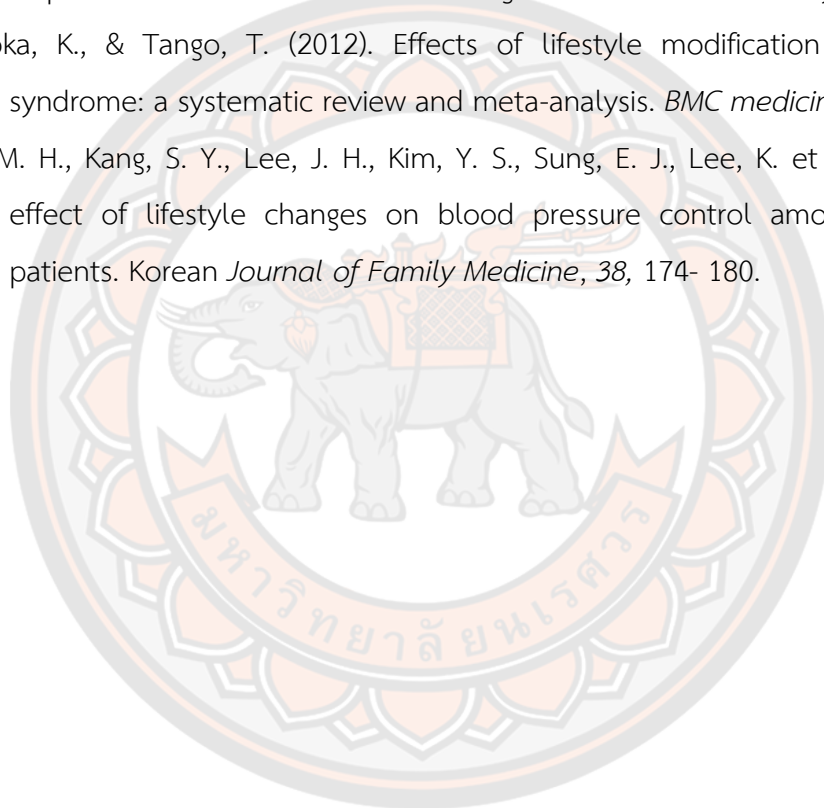 oka, K., & Tango, T. (2012). Effects of lifestyle modification
syndrome: a systematic review and meta-analysis. BMC medicin
M. H., Kang, S. Y., Lee, J. H., Kim, Y. S., Sung, E. J., Lee, K. et
effect of lifestyle changes on blood pressure control amo
patients. Korean Journal of Family Medicine, 38, 174- 180.
มหาวิทยาลัยนเรศวร